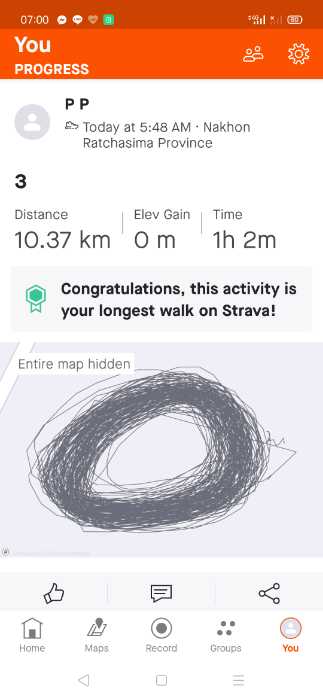 07:00
You
PROGRESS
P P
Today at 5:48 AM · Nakhon
Ratchasima Province
3
Distance
Elev Gain
Time
10.37 km
0 m
1h 2m
Congratulations, this activity is
your longest walk on Strava!
Entire map hidden
Home
Maps
Record
Groups
You